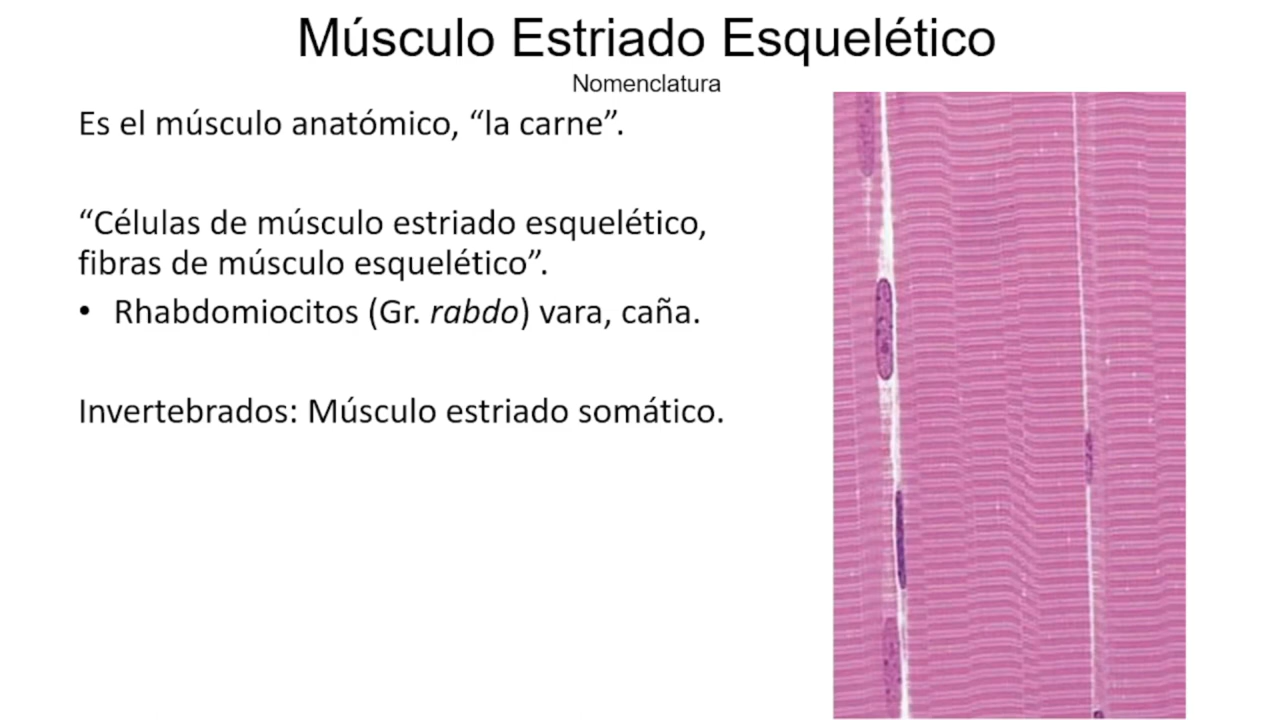 Músculo Estriado Esquelético
Nomenclatura
Es el músculo anatómico, “la carne”.
“Células de músculo estriado esquelético,
fibras de músculo esquelético”.
• Rhabdomiocitos (Gr. rabdo) vara, caña.
Invertebrados: Músculo estriado somático.